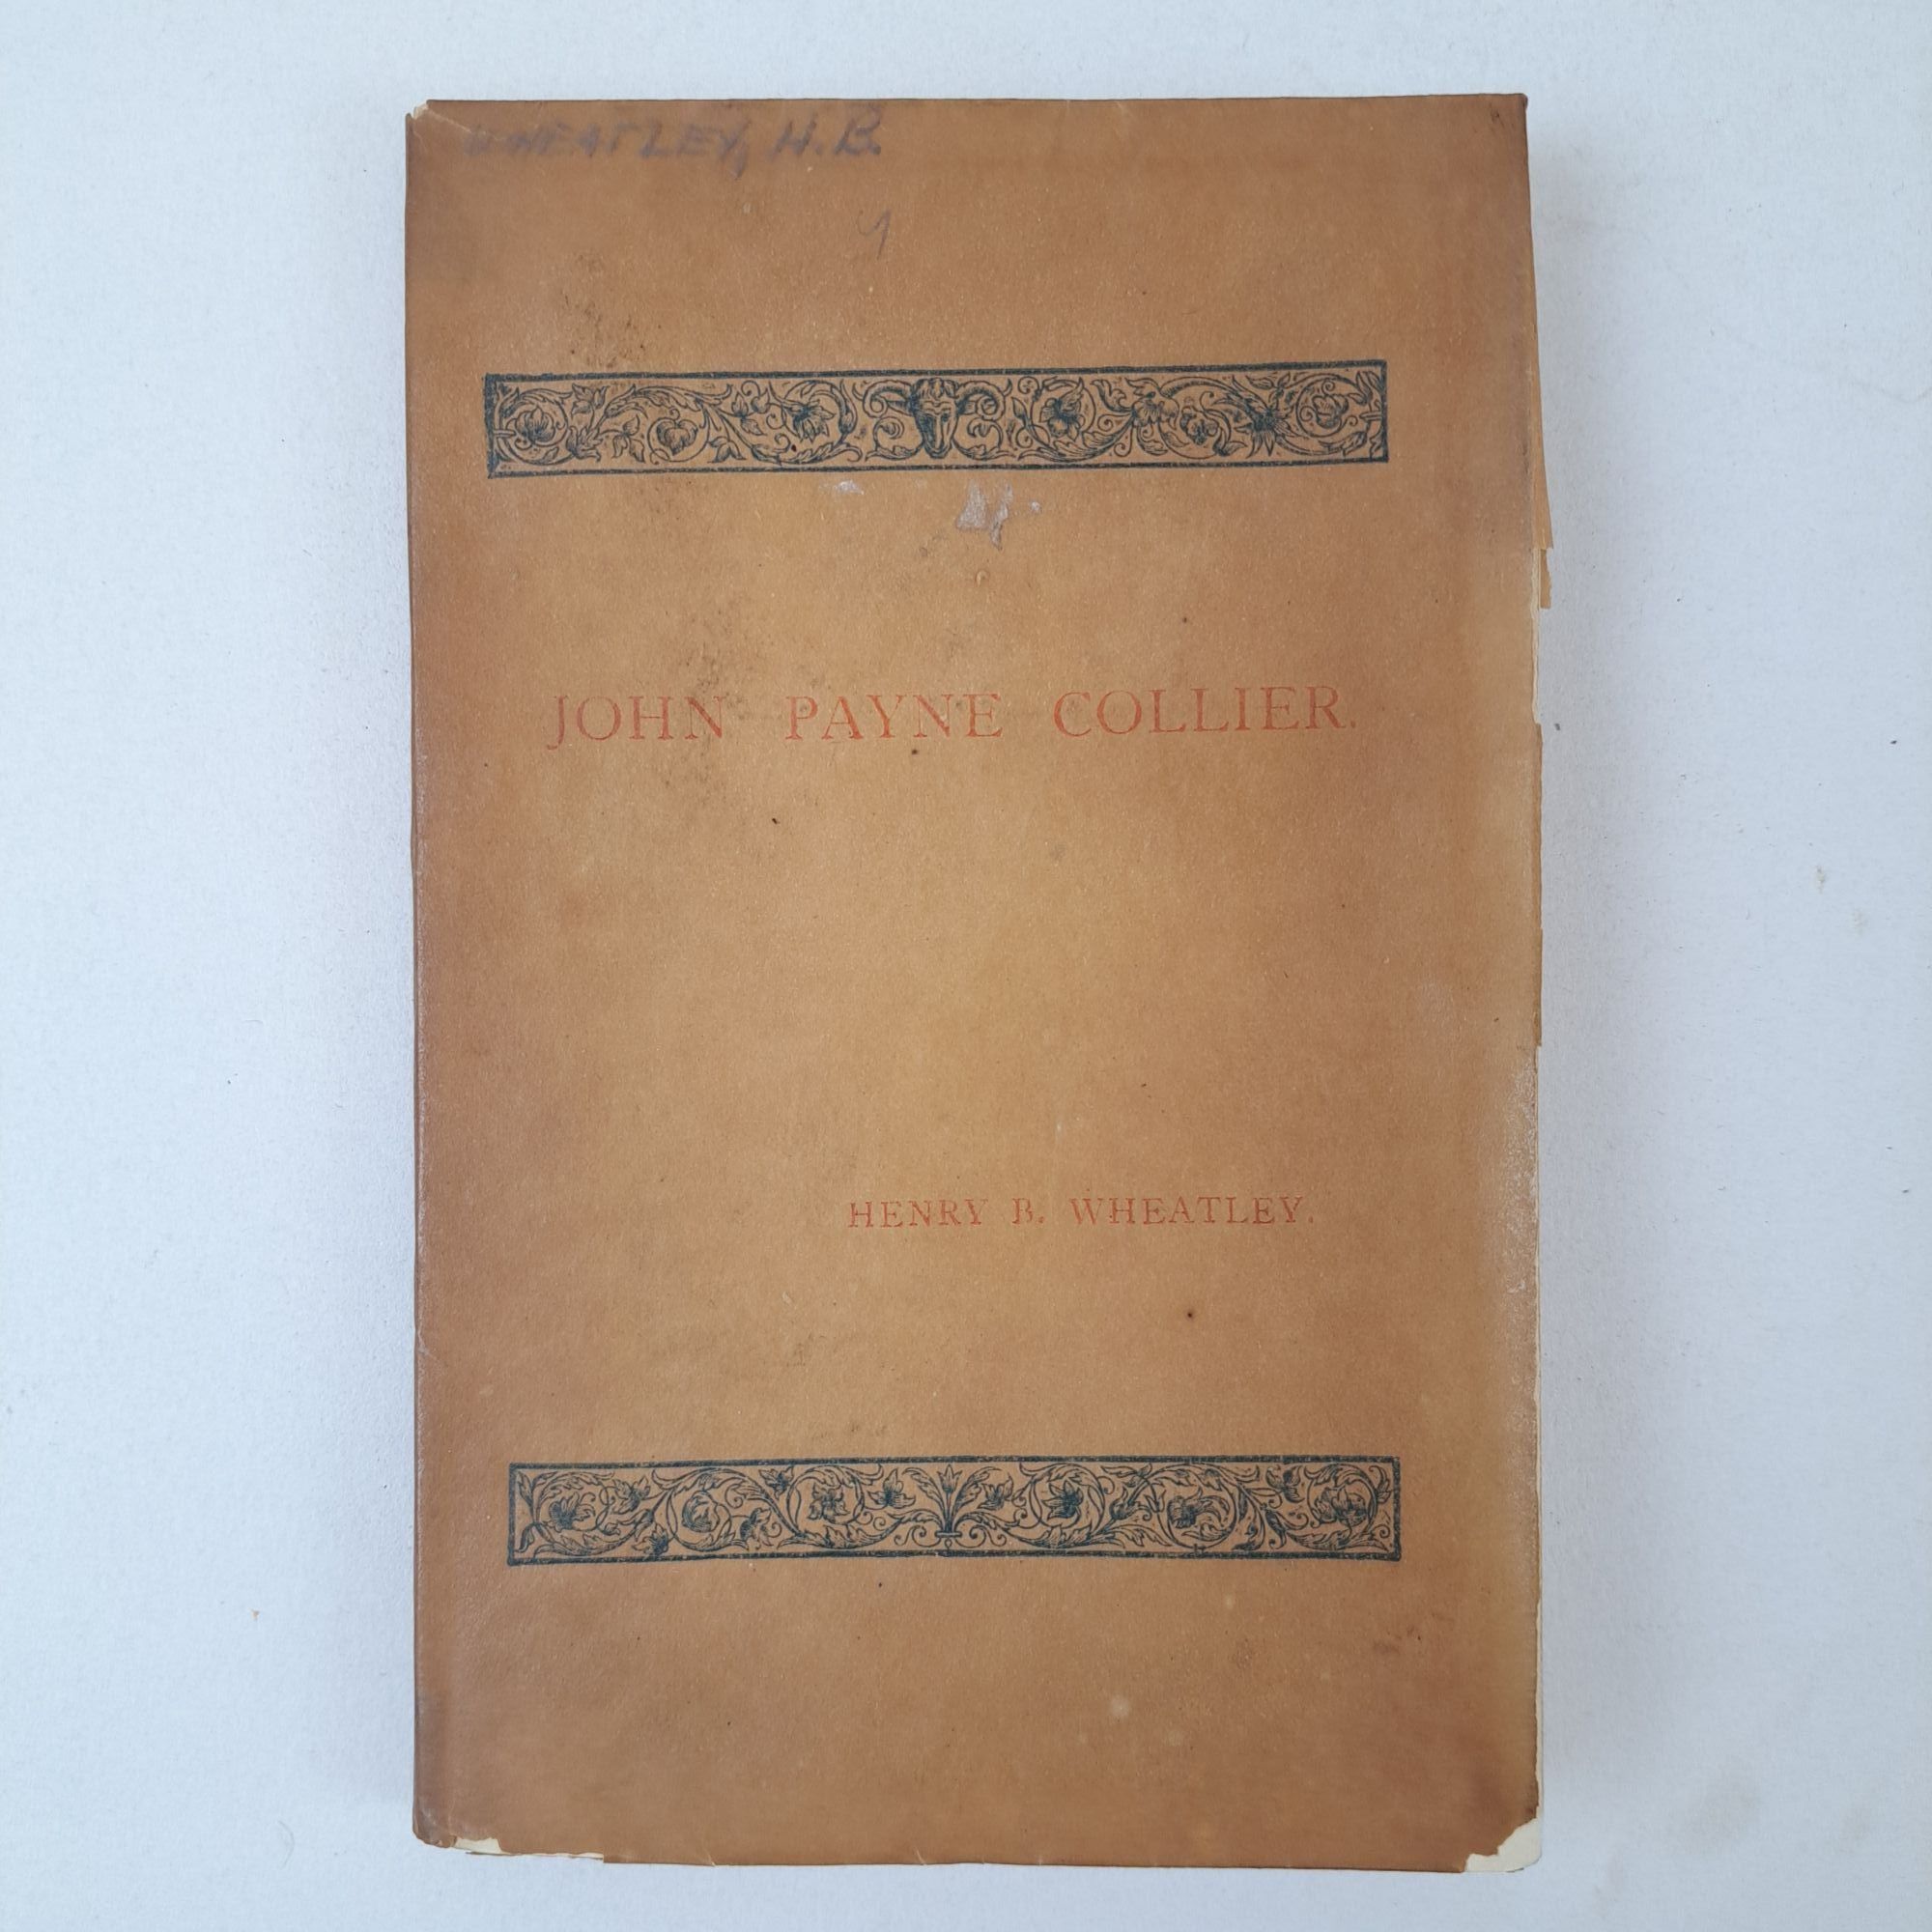 WHEATLEY, H.B.
JOHN PAYNE COLLIER.
HENRY B. WHEATLEY.